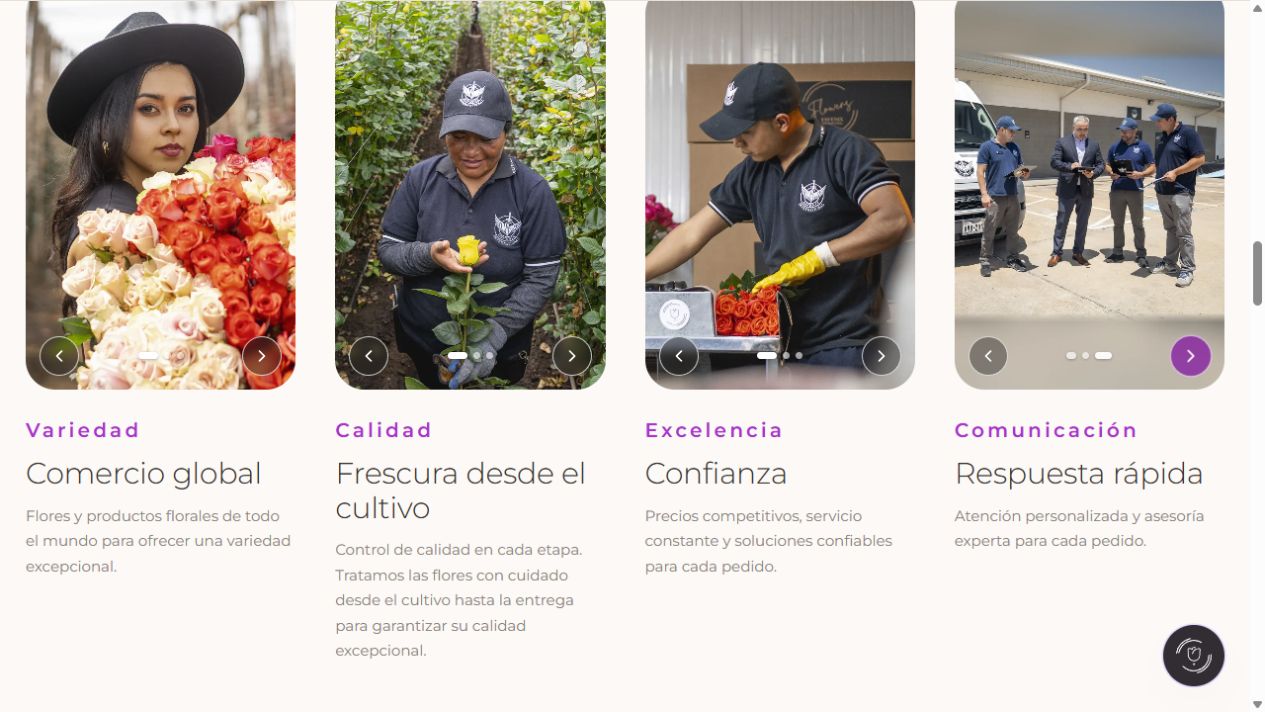 Flowers
Variedad
Comercio global
Flores y productos florales de todo
el mundo para ofrecer una variedad
excepcional.
Calidad
Frescura desde el
cultivo
Control de calidad en cada etapa.
Tratamos las flores con cuidado
desde el cultivo hasta la entrega
para garantizar su calidad
excepcional.
Excelencia
Confianza
Precios competitivos, servicio
constante y soluciones confiables
para cada pedido.
Comunicación
Respuesta rápida
Atención personalizada y asesoría
experta para cada pedido.